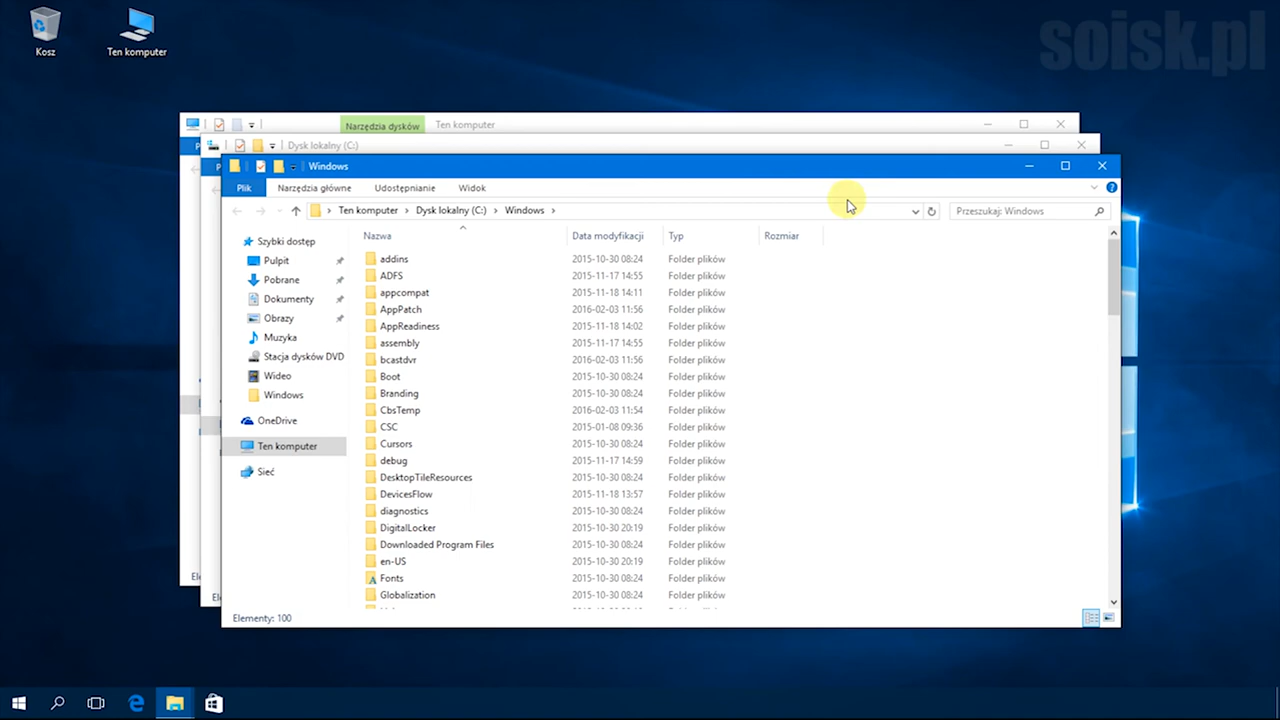 Kosz
Ten komputer
soisk.pl
Narzędzia dysków
Ten komputer
Dysk lokalny (C:)
Windows
Plik
Narzędzia główne
Udostępnianie
Widok
Ten komputer
Dysk lokalny (C:)
Windows
Przeszukaj: Windows
Szybki dostęp
Pulpit
Pobrane
Dokumenty
Obrazy
Muzyka
Stacja dysków DVD
Wideo
Windows
OneDrive
Ten komputer
Sieć
Nazwa Data modyfikacji Typ Rozmiar
addins 2015-10-30 08:24 Folder plików
ADFS 2015-11-17 14:55 Folder plików
appcompat 2015-11-18 14:11 Folder plików
AppPatch 2016-02-03 11:56 Folder plików
AppReadiness 2015-11-18 14:02 Folder plików
assembly 2015-11-17 14:55 Folder plików
bcastdvr 2016-02-03 11:56 Folder plików
Boot 2015-10-30 08:24 Folder plików
Branding 2015-10-30 08:24 Folder plików
CbsTemp 2016-02-03 11:54 Folder plików
CSC 2015-01-08 09:36 Folder plików
Cursors 2015-10-30 08:24 Folder plików
debug 2015-11-17 14:59 Folder plików
DesktopTileResources 2015-10-30 08:24 Folder plików
DevicesFlow 2015-11-18 13:57 Folder plików
diagnostics 2015-10-30 08:24 Folder plików
DigitalLocker 2015-10-30 20:19 Folder plików
Downloaded Program Files 2015-10-30 08:24 Folder plików
en-US 2015-10-30 20:19 Folder plików
Fonts 2015-10-30 08:24 Folder plików
Globalization 2015-10-30 08:24 Folder plików
Elementy: 100